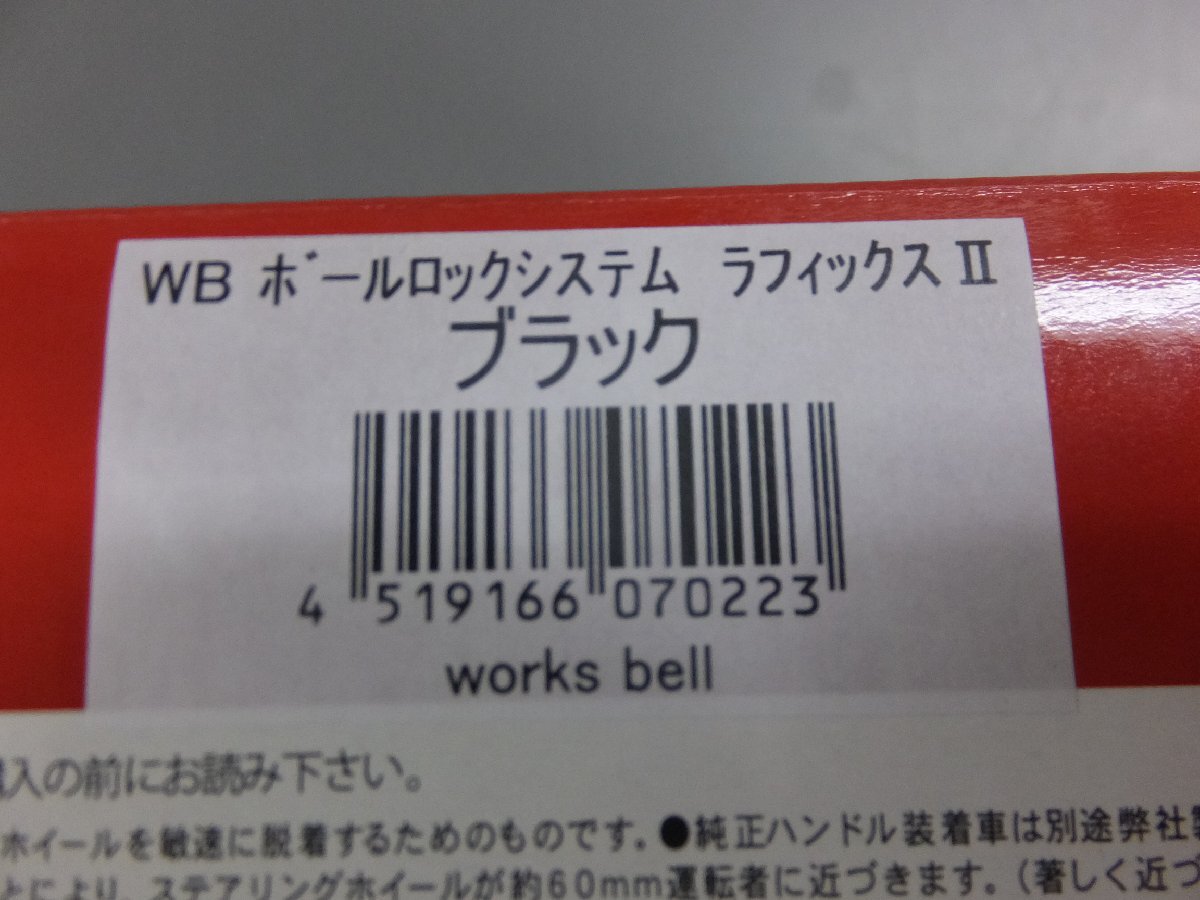 WB ボールロックシステム ラフィックスⅡ
ブラック
4 519166 070223
works bell
入の前にお読み下さい。
ホイールを敏速に脱着するためのものです。●純正ハンドル装着車は別途弊社
とにより、ステアリングホイールが約60mm運転者に近づきます。(著しく近づ